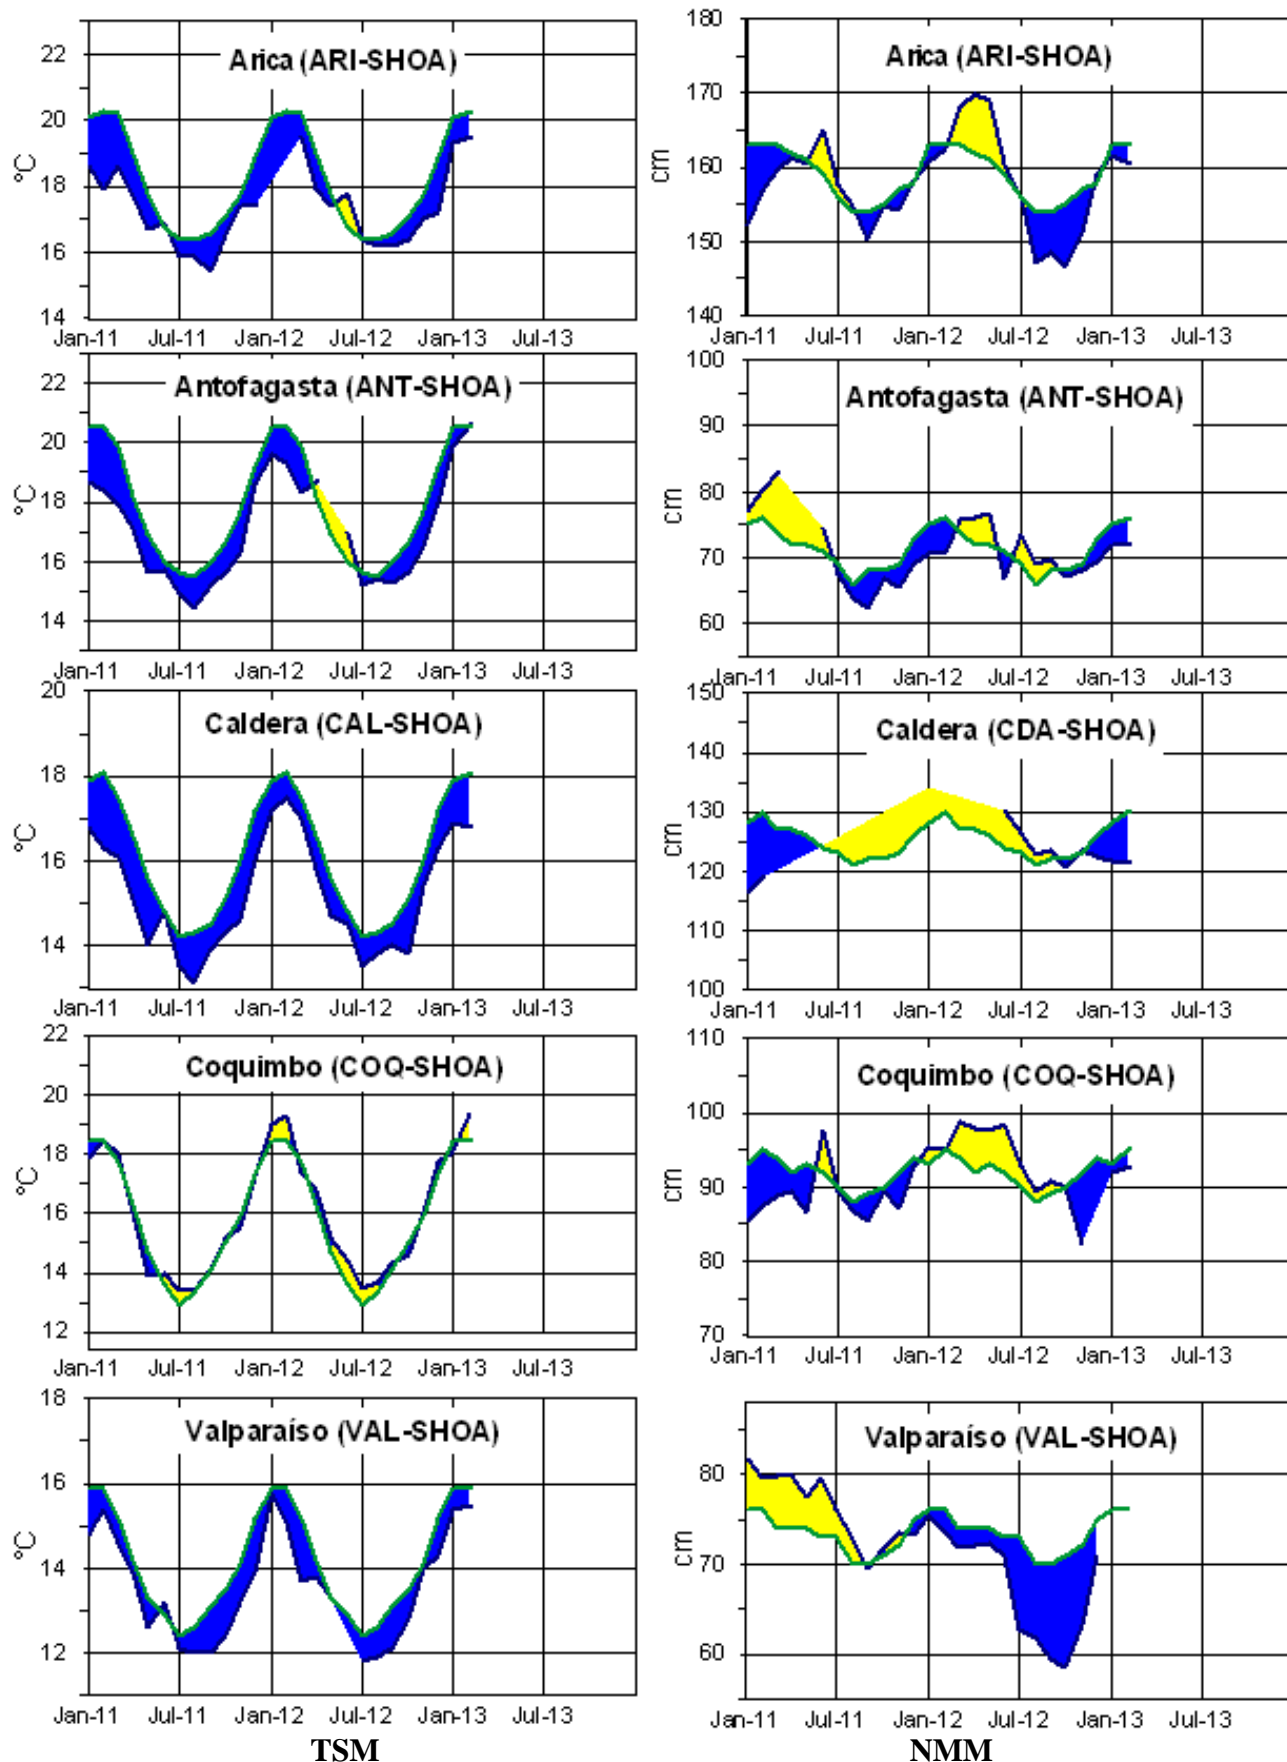 Arica (ARI-SHOA)
°C
22
20
18
16
14
Jan-11 Jul-11 Jan-12 Jul-12 Jan-13 Jul-13
Arica (ARI-SHOA)
cm
180
170
160
150
140
Jan-11 Jul-11 Jan-12 Jul-12 Jan-13 Jul-13
Antofagasta (ANT-SHOA)
°C
22
20
18
16
14
Jan-11 Jul-11 Jan-12 Jul-12 Jan-13 Jul-13
Antofagasta (ANT-SHOA)
cm
100
90
80
70
60
Jan-11 Jul-11 Jan-12 Jul-12 Jan-13 Jul-13
Caldera (CAL-SHOA)
°C
20
18
16
14
Jan-11 Jul-11 Jan-12 Jul-12 Jan-13 Jul-13
Caldera (CDA-SHOA)
cm
150
140
130
120
110
100
Jan-11 Jul-11 Jan-12 Jul-12 Jan-13 Jul-13
Coquimbo (COQ-SHOA)
°C
22
20
18
16
14
12
Jan-11 Jul-11 Jan-12 Jul-12 Jan-13 Jul-13
Coquimbo (COQ-SHOA)
cm
110
100
90
80
70
Jan-11 Jul-11 Jan-12 Jul-12 Jan-13 Jul-13
Valparaíso (VAL-SHOA)
°C
18
16
14
12
Jan-11 Jul-11 Jan-12 Jul-12 Jan-13 Jul-13
Valparaíso (VAL-SHOA)
cm
80
70
60
Jan-11 Jul-11 Jan-12 Jul-12 Jan-13 Jul-13
TSM
NMM